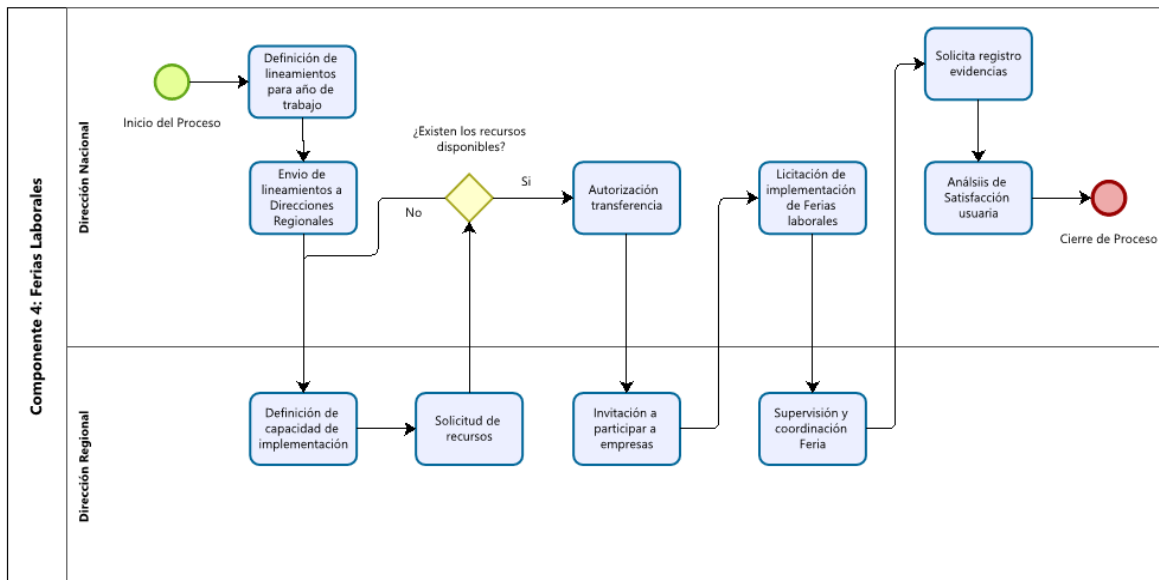 Componente 4: Ferias Laborales
Dirección Nacional
Inicio del Proceso
Definición de
lineamientos
para año de
trabajo
Envio de
lineamientos a
Direcciones
Regionales
¿Existen los recursos
disponibles?
No
Si
Autorización
transferencia
Licitación de
implementación
de Ferias
laborales
Solicita registro
evidencias
Análsiis de
Satisfacción
usuaria
Cierre de Proceso
Dirección Regional
Definición de
capacidad de
implementación
Solicitud de
recursos
Invitación a
participar a
empresas
Supervisión y
coordinación
Feria